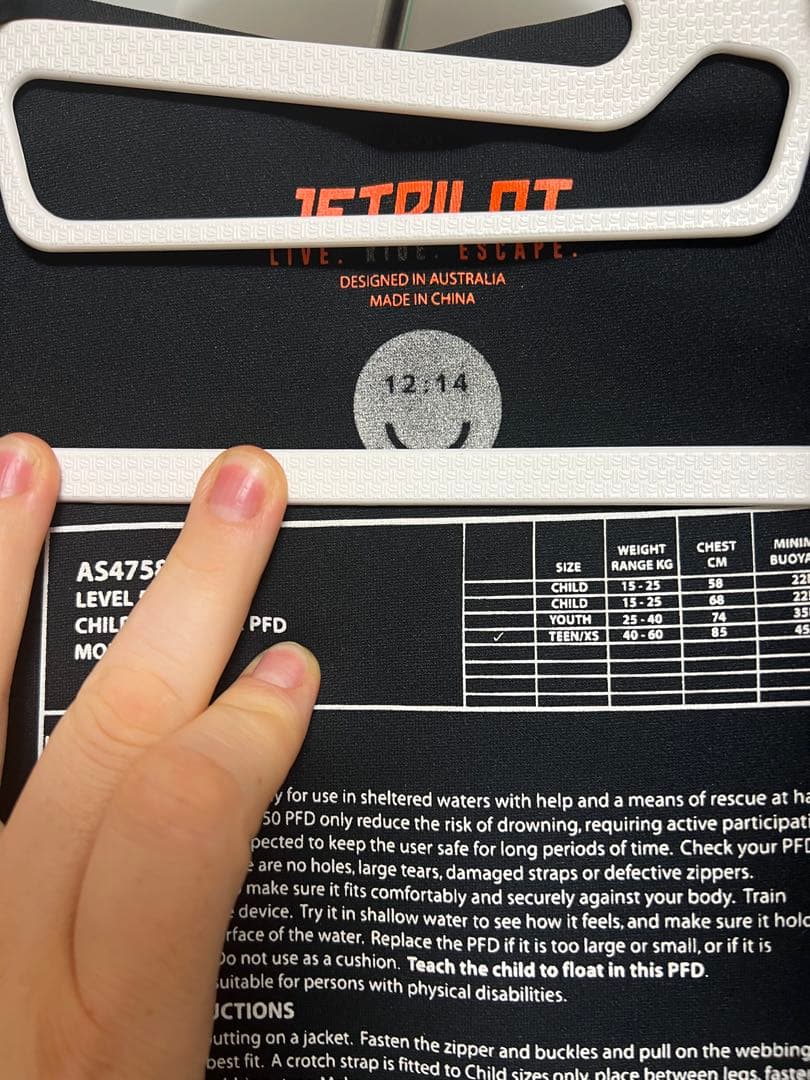 JETPILOT
LIVE. RIDE. ESCAPE.
DESIGNED IN AUSTRALIA
MADE IN CHINA
12:14
AS4758
LEVEL
PFD
SIZE WEIGHT RANGE KG CHEST CM
CHILD 15 - 25 58 22
CHILD 15 - 25 68 22
YOUTH 25 - 40 74 35
✓ TEEN/XS 40 - 60 85 45
for use in sheltered waters with help and a means of rescue at
50 PFD only reduce the risk of drowning, requiring active
to keep the user safe for long periods of time. Check your PFD
are no holes, large tears, damaged straps or defective zippers.
make sure it fits comfortably and securely against your body. Train
device. Try it in shallow water to see how it feels, and make sure it
of the water. Replace the PFD if it is too large or small, or if it is
Do not use as a cushion. Teach the child to float in this PFD.
suitable for persons with physical disabilities.
UCTIONS
utting on a jacket. Fasten the zipper and buckles and pull on the webbing
best fit. A crotch strap is fitted to Child sizes only, place between legs,